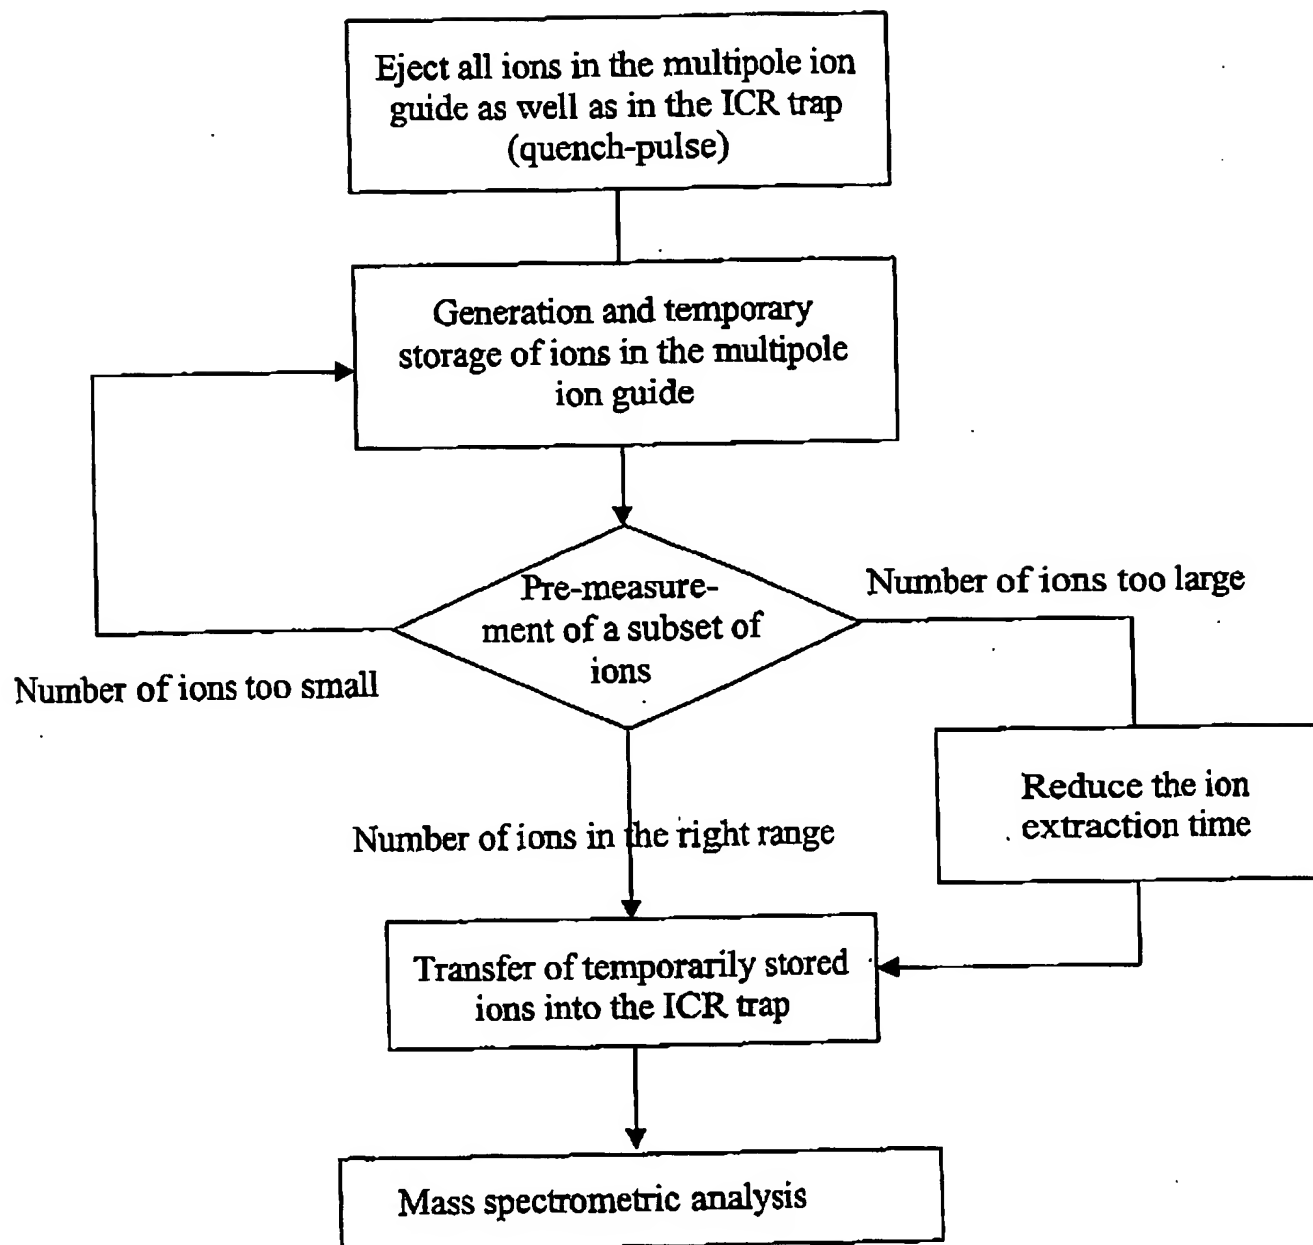 Eject all ions in the multipole ion
guide as well as in the ICR trap
(quench-pulse)
Generation and temporary
storage of ions in the multipole
ion guide
Pre-measure-
ment of a subset of
ions
Number of ions too large
Number of ions too small
Reduce the ion
extraction time
Number of ions in the right range
Transfer of temporarily stored
ions into the ICR trap
Mass spectrometric analysis